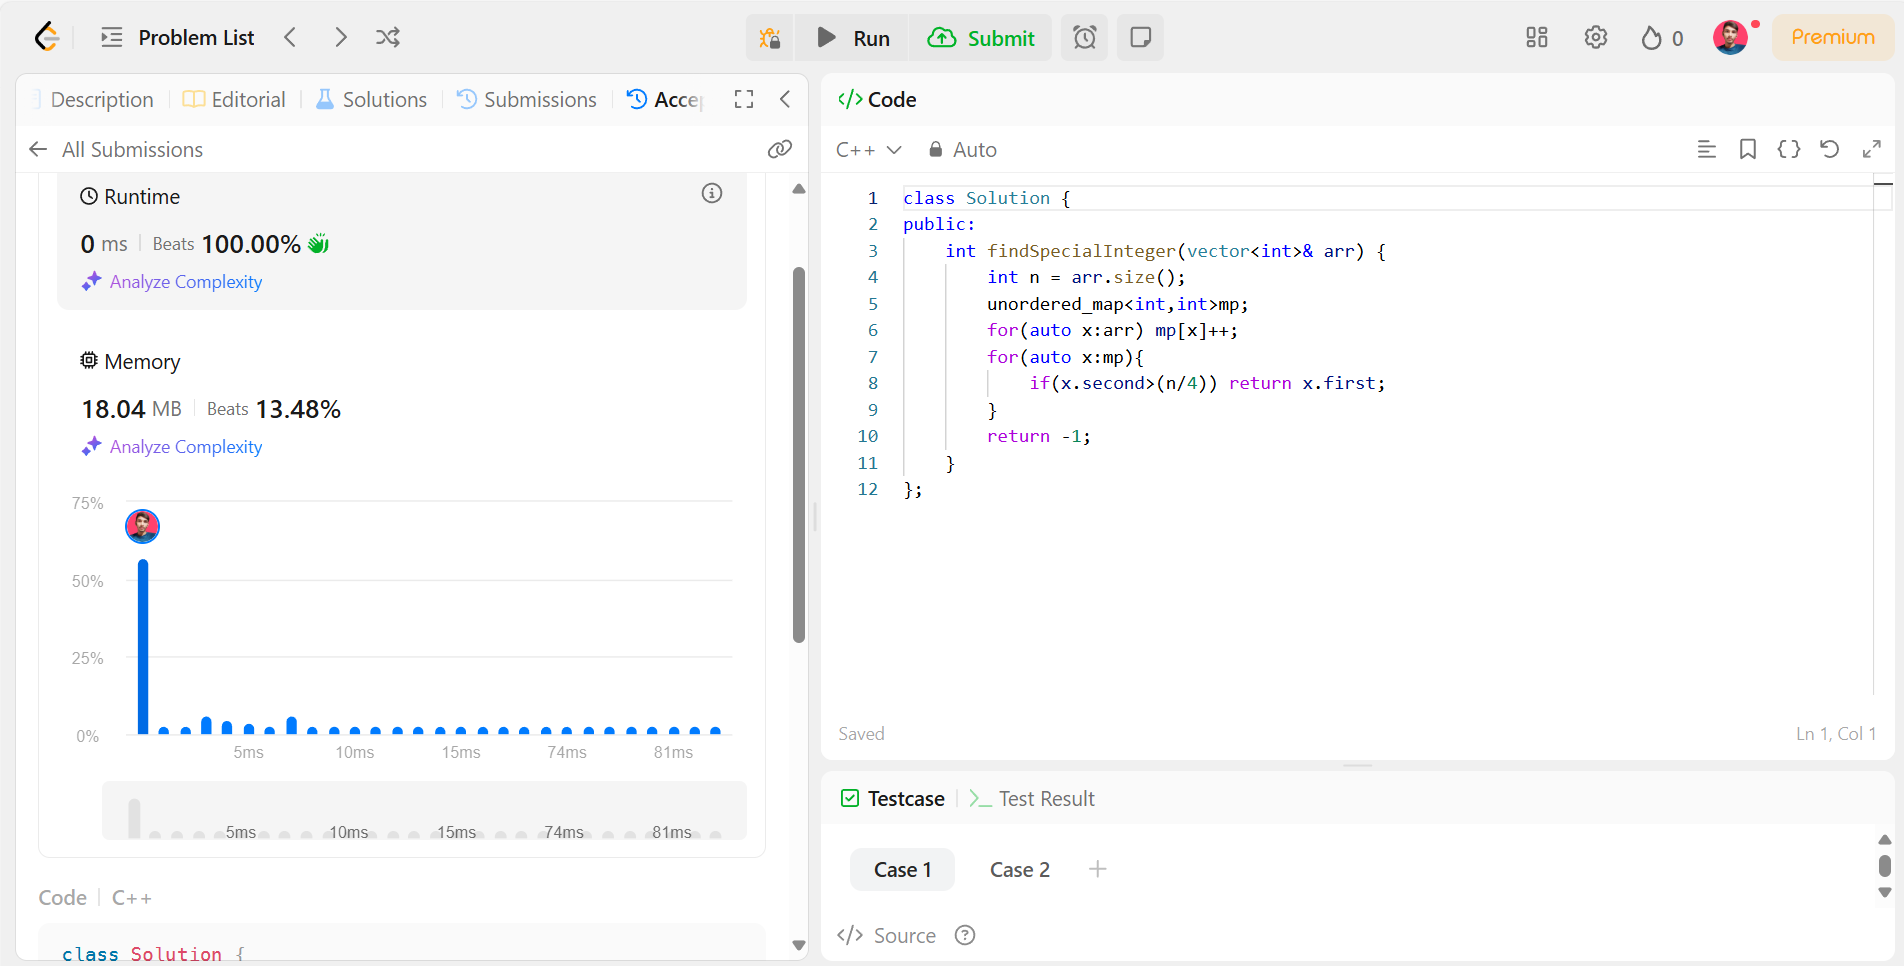 Problem List
Run
Submit
0
Premium
Description
Editorial
Solutions
Submissions
Acce
All Submissions
Runtime
0 ms
Beats 100.00%
Analyze Complexity
Memory
18.04 MB
Beats 13.48%
Analyze Complexity
75%
50%
25%
0%
5ms 10ms 15ms 74ms 81ms
5ms 10ms 15ms 74ms 81ms
Code
C++
class Solution {
</> Code
C++
Auto
1 class Solution {
2 public:
3     int findSpecialInteger(vector<int>& arr) {
4         int n = arr.size();
5         unordered_map<int,int>mp;
6         for(auto x:arr) mp[x]++;
7         for(auto x:mp){
8             if(x.second>(n/4)) return x.first;
9         }
10         return -1;
11     }
12 };
Saved
Ln 1, Col 1
Testcase
Test Result
Case 1
Case 2
</> Source